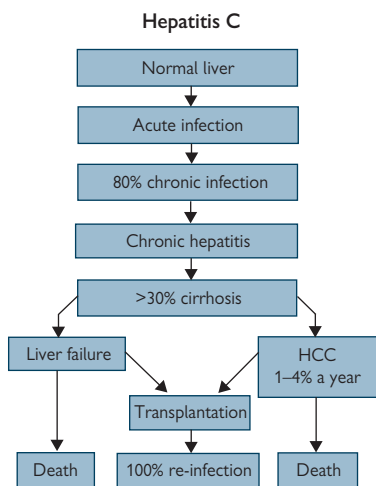 Hepatitis C
Normal liver
Acute infection
80% chronic infection
Chronic hepatitis
>30% cirrhosis
Liver failure
HCC
1–4% a year
Transplantation
Death
100% re-infection
Death